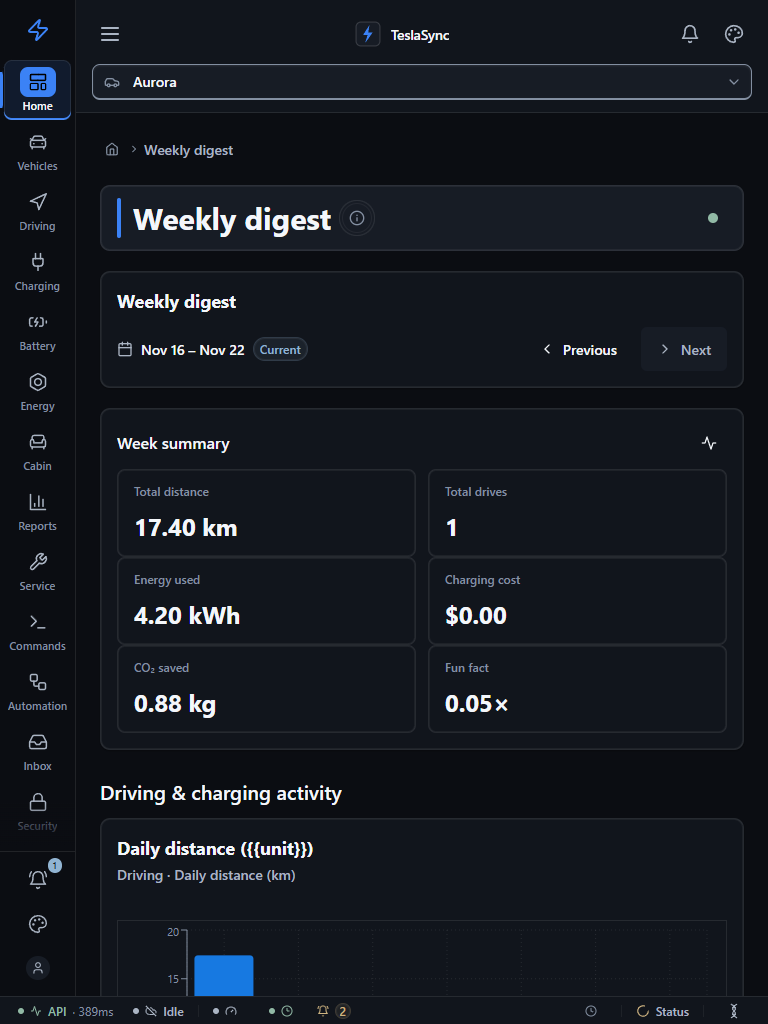 TeslaSync
Aurora
Home
Vehicles
Driving
Charging
Battery
Energy
Cabin
Reports
Service
Commands
Automation
Inbox
Security
1
Weekly digest
Weekly digest
Weekly digest
Nov 16 – Nov 22 Current Previous Next
Week summary
Total distance
17.40 km
Total drives
1
Energy used
4.20 kWh
Charging cost
$0.00
CO₂ saved
0.88 kg
Fun fact
0.05×
Driving & charging activity
Daily distance ({{unit}})
Driving · Daily distance (km)
20
15
API · 389ms Idle 2 Status